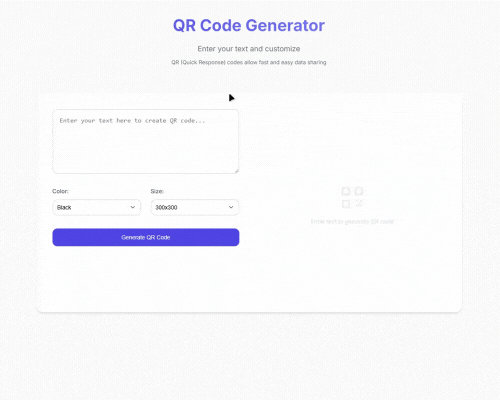 QR Code Generator
Enter your text and customize
QR (Quick Response) codes allow fast and easy data sharing
Enter your text here to create QR code...
Color:
Size:
Black
300x300
Generate QR Code
Enter text to generate QR code